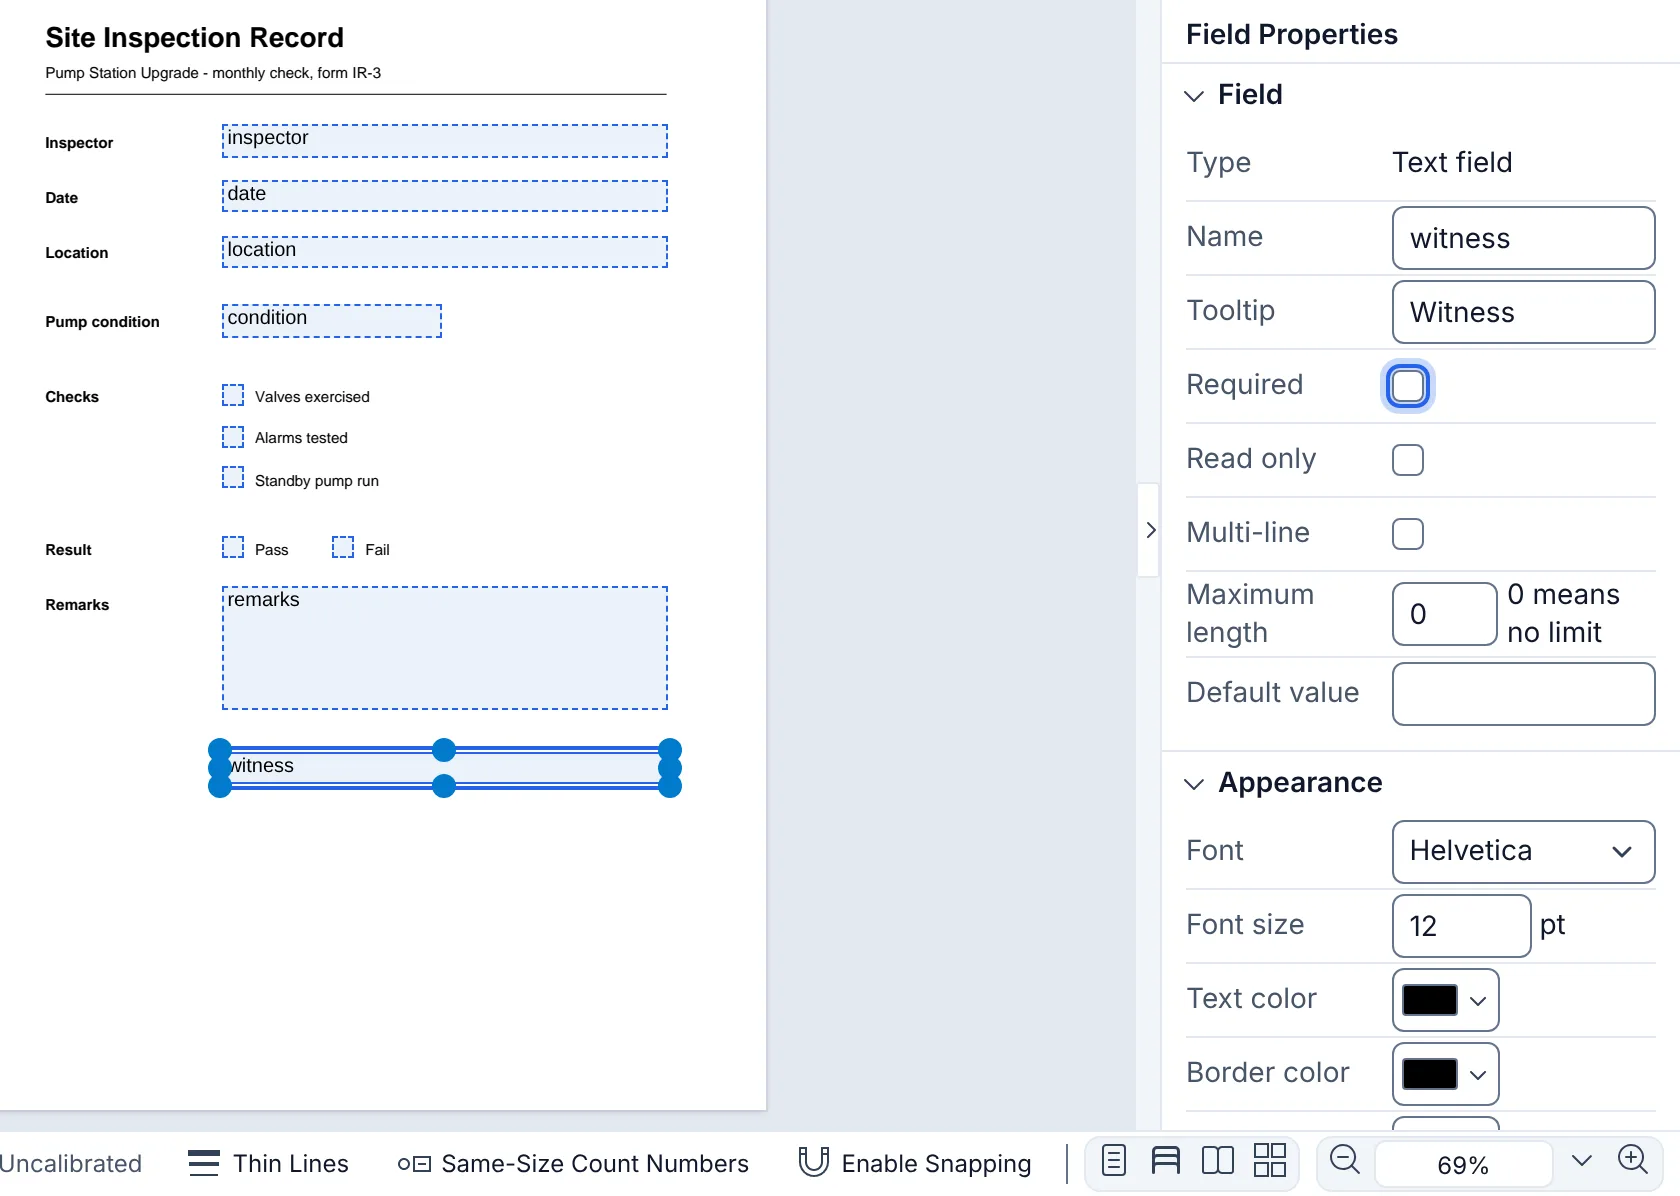 Site Inspection Record
Pump Station Upgrade - monthly check, form IR-3
Inspector
inspector
Date
date
Location
location
Pump condition
condition
Checks
Valves exercised
Alarms tested
Standby pump run
Result
Pass
Fail
Remarks
remarks
witness
Field Properties
Field
Type
Text field
Name
witness
Tooltip
Witness
Required
Read only
Multi-line
Maximum
length
0
0 means
no limit
Default value
Appearance
Font
Helvetica
Font size
12
pt
Text color
Border color
Uncalibrated
Thin Lines
Same-Size Count Numbers
Enable Snapping
69%